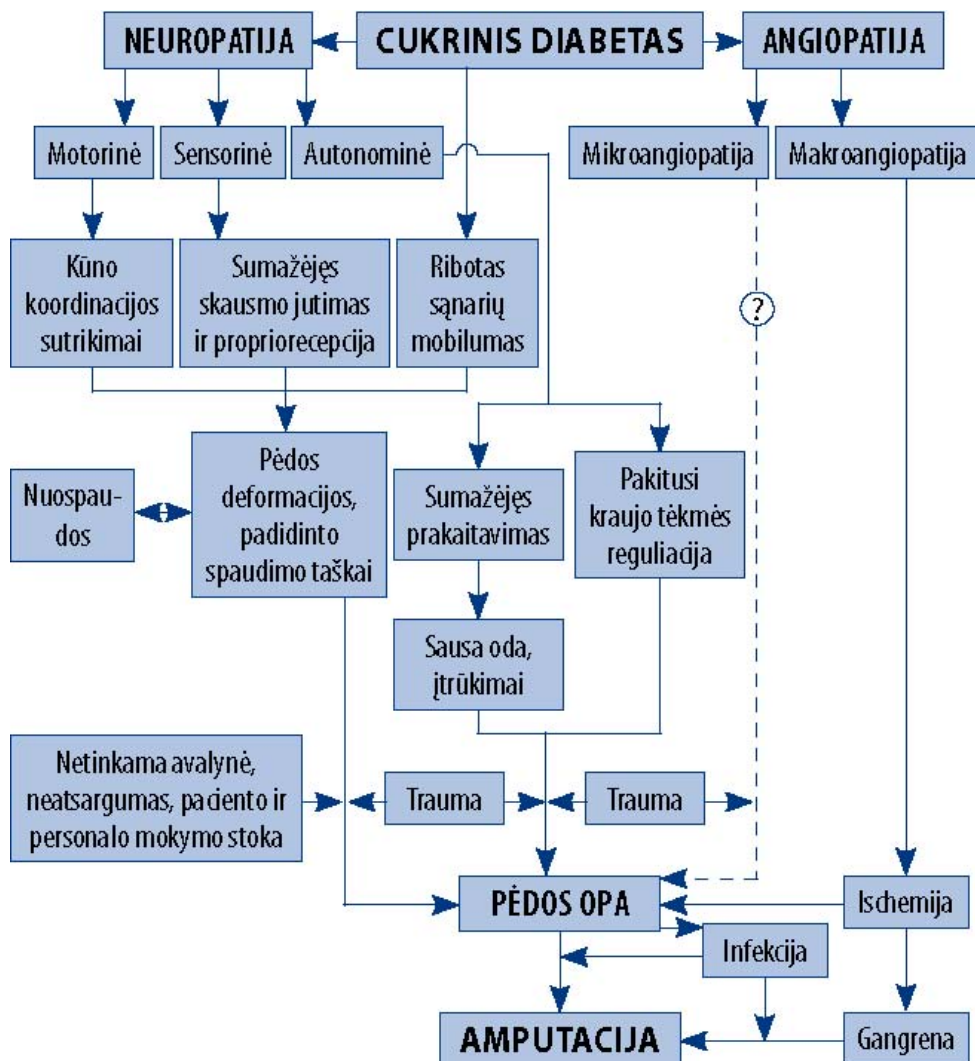 NEUROPATIJA
CUKRINIS DIABETAS
ANGIOPATIJA
Motorinė
Sensorinė
Autonominė
Mikroangiopatija
Makroangiopatija
Kūno
koordinacijos
sutrikimai
Sumažėjęs
skausmo jutimas
ir propriorecepcija
Ribotas
sąnarių
mobilumas
?
Nuospau-
dos
Pėdos
deformacijos,
padidinto
spaudimo taškai
Sumažėjęs
prakaitavimas
Pakitusi
kraujo tėkmės
reguliacija
Sausa oda,
įtrūkimai
Netinkama avalynė,
neatsargumas, paciento ir
personalo mokymo stoka
Trauma
Trauma
PĖDOS OPA
Ischemija
Infekcija
AMPUTACIJA
Gangrena